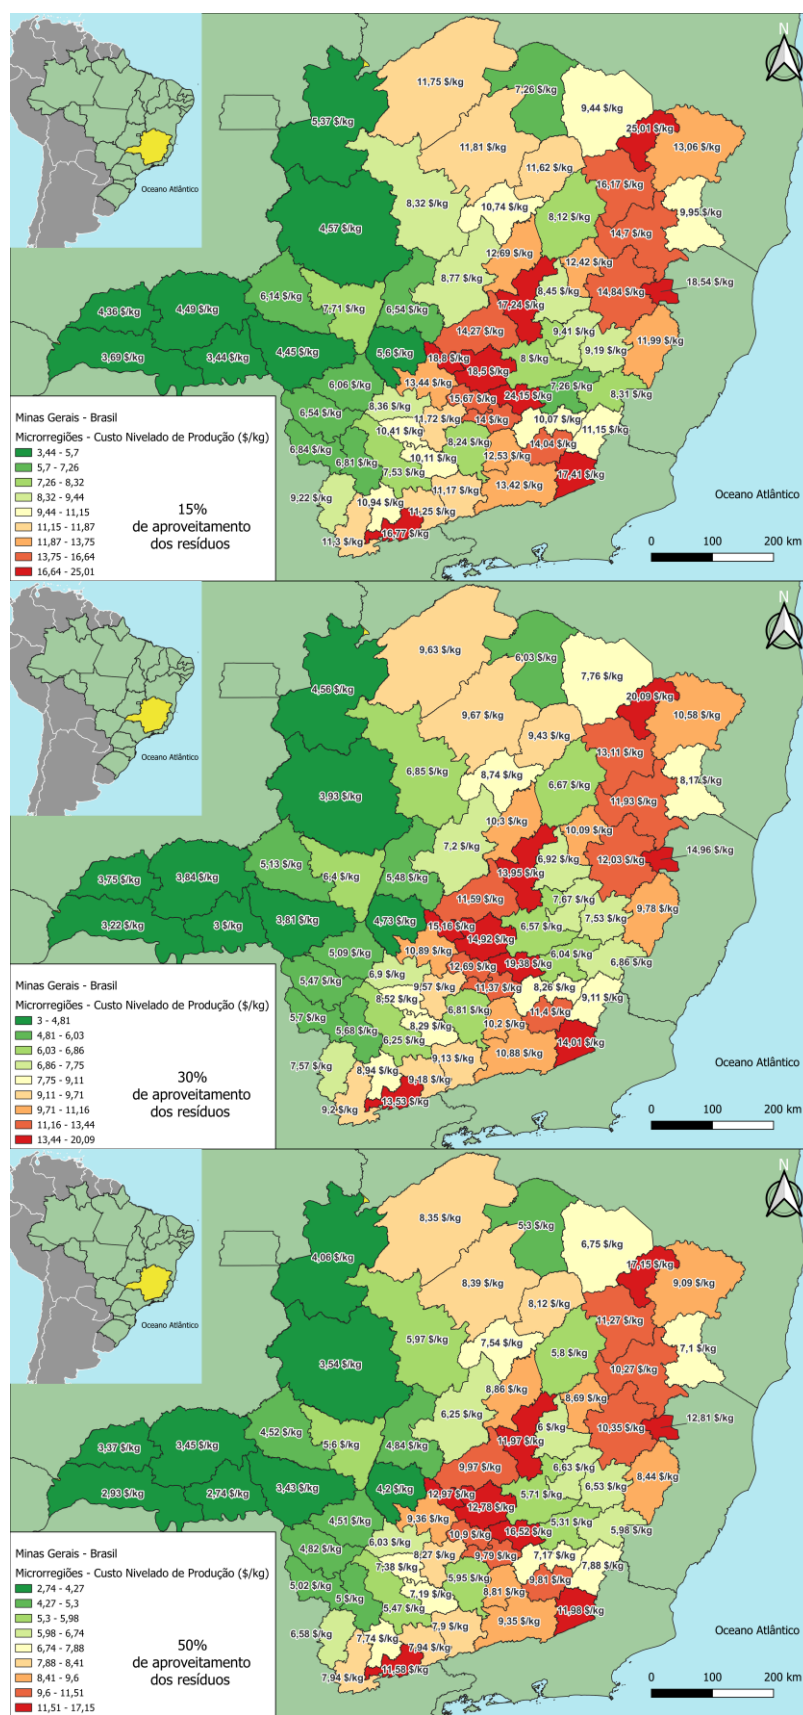 N
11,75 $/kg
7,26 $/kg
9,44 $/kg
5,37 $/kg
25,01 $/kg
13,06 $/kg
11,81 $/kg
11,62 $/kg
16,17 $/kg
8,32 $/kg
10,74 $/kg
8,12 $/kg
9,95 $/kg
4,57 $/kg
14,7 $/kg
12,69 $/kg
12,42 $/kg
8,77 $/kg
18,54 $/kg
6,14 $/kg
8,45 $/kg
14,84 $/kg
4,36 $/kg
4,49 $/kg
7,71 $/kg
6,54 $/kg
17,24 $/kg
14,27 $/kg
9,41 $/kg
11,99 $/kg
3,69 $/kg
3,44 $/kg
4,45 $/kg
5,6 $/kg
18,8 $/kg
8 $/kg
9,19 $/kg
18,5 $/kg
6,06 $/kg
13,44 $/kg
7,26 $/kg
15,67 $/kg
24,15 $/kg
8,31 $/kg
6,54 $/kg
8,36 $/kg
11,72 $/kg
14 $/kg
10,07 $/kg
10,41 $/kg
11,15 $/kg
6,84 $/kg
8,24 $/kg
14,04 $/kg
6,81 $/kg
10,11 $/kg
12,53 $/kg
7,53 $/kg
17,41 $/kg
9,22 $/kg
11,17 $/kg
13,42 $/kg
10,94 $/kg
11,25 $/kg
16,77 $/kg
11,3 $/kg
Oceano Atlântico
Oceano Atlântico
Minas Gerais - Brasil
Microrregiões - Custo Nivelado de Produção ($/kg)
3,44 - 5,7
5,7 - 7,26
7,26 - 8,32
8,32 - 9,44
9,44 - 11,15
11,15 - 11,87
11,87 - 13,75
13,75 - 16,64
16,64 - 25,01
15%
de aproveitamento
dos resíduos
0 100 200 km
N
9,63 $/kg
6,03 $/kg
7,76 $/kg
4,56 $/kg
20,09 $/kg
10,58 $/kg
9,67 $/kg
9,43 $/kg
13,11 $/kg
6,85 $/kg
8,74 $/kg
6,67 $/kg
8,17 $/kg
3,93 $/kg
11,93 $/kg
10,3 $/kg
10,09 $/kg
7,2 $/kg
14,96 $/kg
5,13 $/kg
6,92 $/kg
12,03 $/kg
3,75 $/kg
3,84 $/kg
6,4 $/kg
5,48 $/kg
13,95 $/kg
11,59 $/kg
7,67 $/kg
9,78 $/kg
3,22 $/kg
3 $/kg
3,81 $/kg
4,73 $/kg
15,16 $/kg
6,57 $/kg
7,53 $/kg
14,92 $/kg
5,09 $/kg
10,89 $/kg
6,04 $/kg
12,69 $/kg
19,38 $/kg
6,86 $/kg
5,47 $/kg
6,9 $/kg
9,57 $/kg
11,37 $/kg
8,26 $/kg
8,52 $/kg
9,11 $/kg
5,7 $/kg
6,81 $/kg
11,4 $/kg
5,68 $/kg
8,29 $/kg
10,2 $/kg
6,25 $/kg
14,01 $/kg
7,57 $/kg
9,13 $/kg
10,88 $/kg
8,94 $/kg
9,18 $/kg
13,53 $/kg
9,2 $/kg
Oceano Atlântico
Oceano Atlântico
Minas Gerais - Brasil
Microrregiões - Custo Nivelado de Produção ($/kg)
3 - 4,81
4,81 - 6,03
6,03 - 6,86
6,86 - 7,75
7,75 - 9,11
9,11 - 9,71
9,71 - 11,16
11,16 - 13,44
13,44 - 20,09
30%
de aproveitamento
dos resíduos
0 100 200 km
N
8,35 $/kg
5,3 $/kg
6,75 $/kg
4,06 $/kg
17,15 $/kg
9,09 $/kg
8,39 $/kg
8,12 $/kg
11,27 $/kg
5,97 $/kg
7,54 $/kg
5,8 $/kg
7,1 $/kg
3,54 $/kg
10,27 $/kg
8,86 $/kg
8,69 $/kg
6,25 $/kg
12,81 $/kg
4,52 $/kg
6 $/kg
10,35 $/kg
3,37 $/kg
3,45 $/kg
5,6 $/kg
4,84 $/kg
11,97 $/kg
9,97 $/kg
6,63 $/kg
8,44 $/kg
2,93 $/kg
2,74 $/kg
3,43 $/kg
4,2 $/kg
12,97 $/kg
5,71 $/kg
6,53 $/kg
12,78 $/kg
4,51 $/kg
9,36 $/kg
5,31 $/kg
10,9 $/kg
16,52 $/kg
5,98 $/kg
4,82 $/kg
6,03 $/kg
8,27 $/kg
9,79 $/kg
7,17 $/kg
7,38 $/kg
7,88 $/kg
5,02 $/kg
5,95 $/kg
9,81 $/kg
5 $/kg
7,19 $/kg
8,81 $/kg
5,47 $/kg
11,98 $/kg
6,58 $/kg
7,9 $/kg
9,35 $/kg
7,74 $/kg
7,94 $/kg
11,58 $/kg
7,94 $/kg
Oceano Atlântico
Oceano Atlântico
Minas Gerais - Brasil
Microrregiões - Custo Nivelado de Produção ($/kg)
2,74 - 4,27
4,27 - 5,3
5,3 - 5,98
5,98 - 6,74
6,74 - 7,88
7,88 - 8,41
8,41 - 9,6
9,6 - 11,51
11,51 - 17,15
50%
de aproveitamento
dos resíduos
0 100 200 km